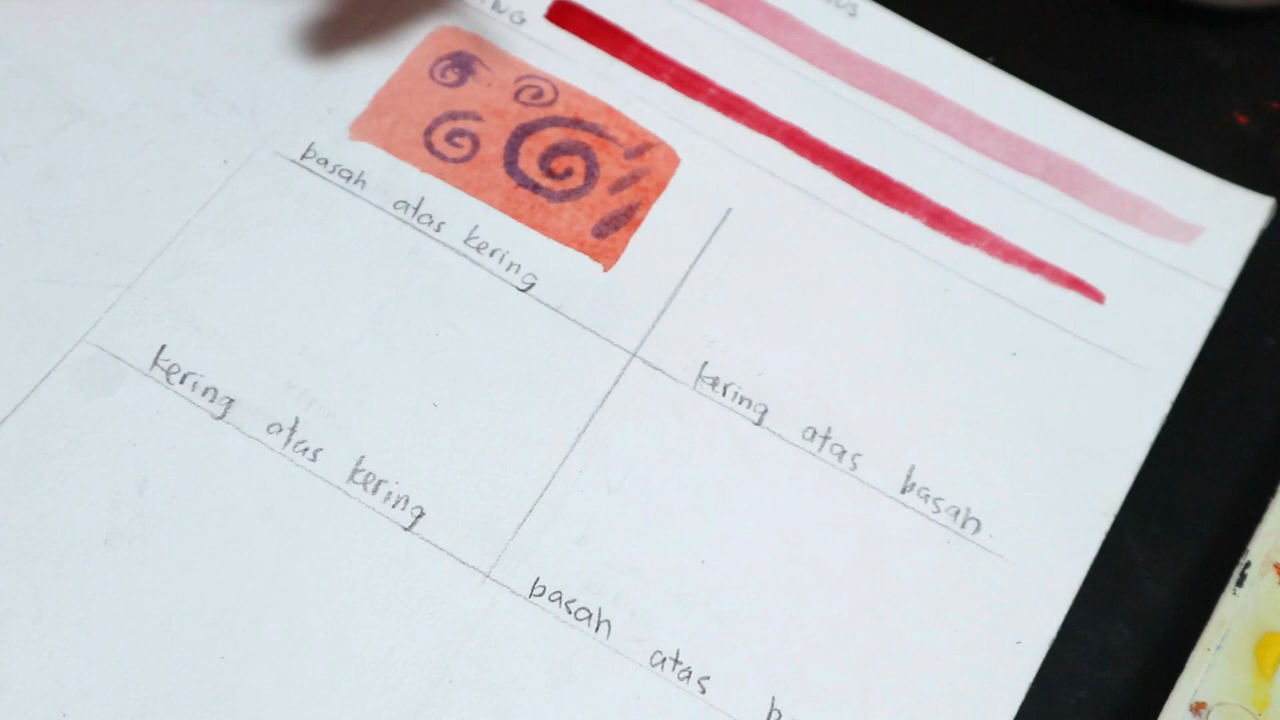 basah atas kering
kering atas basah.
kering atas kering
basah atas